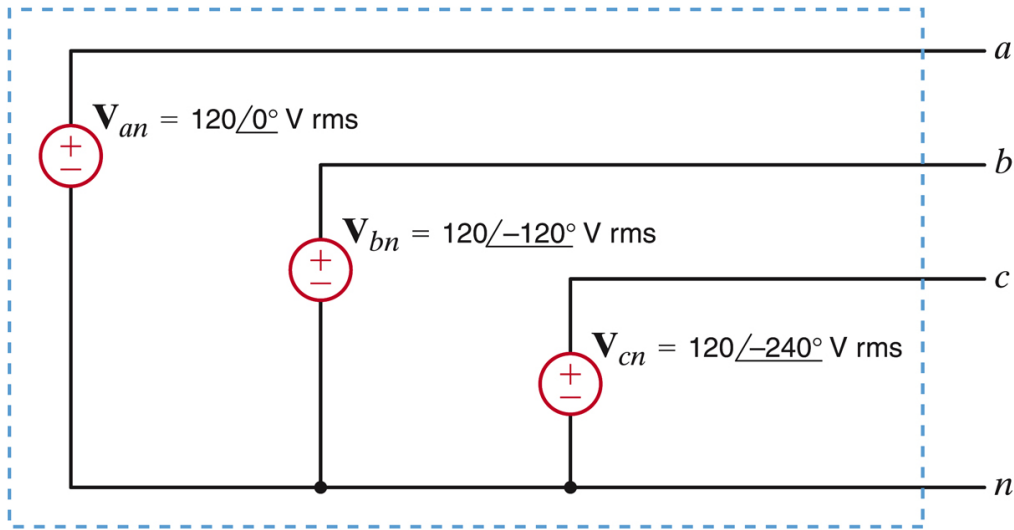 a
+
−
Van = 120/0° V rms
b
+
−
Vbn = 120/−120° V rms
c
+
−
Vcn = 120/−240° V rms
n